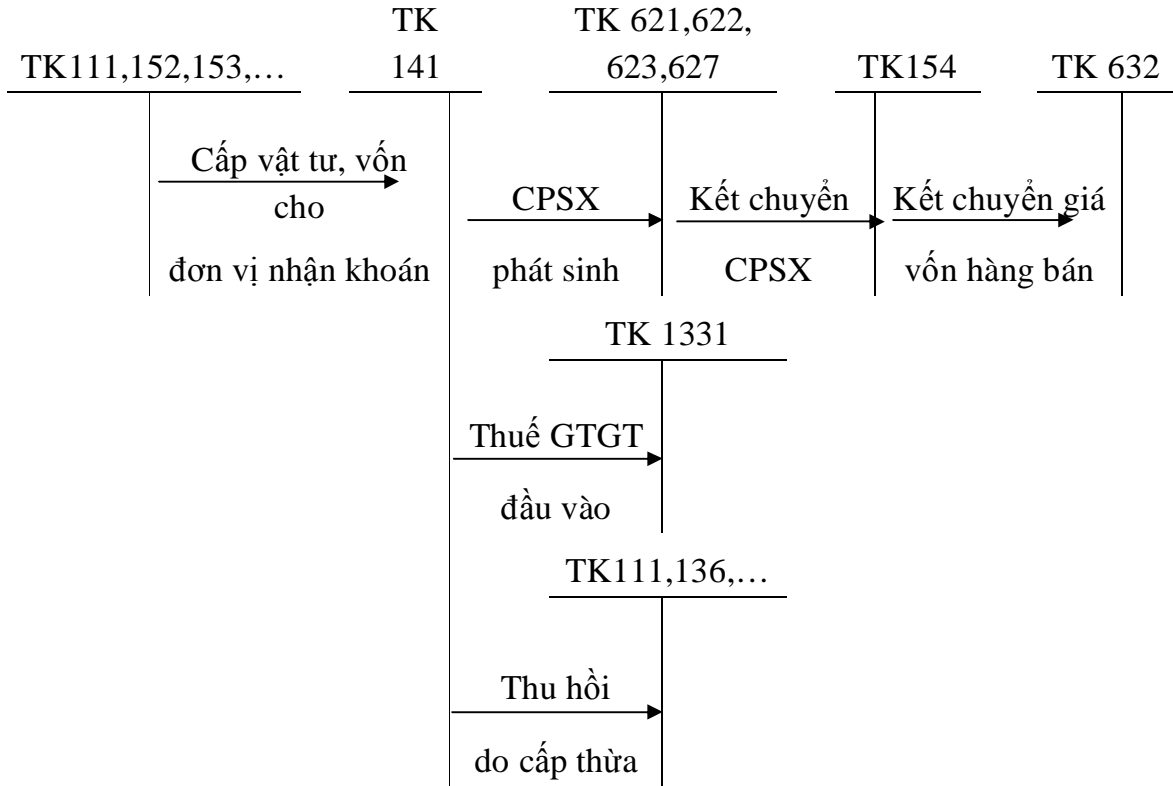 TK
TK 621,622,
TK111,152,153,…
141
623,627
TK154
TK 632
Cấp vật tư, vốn
cho
đơn vị nhận khoán
CPSX
phát sinh
Kết chuyển
CPSX
Kết chuyển giá
vốn hàng bán
TK 1331
Thuế GTGT
đầu vào
TK111,136,…
Thu hồi
do cấp thừa